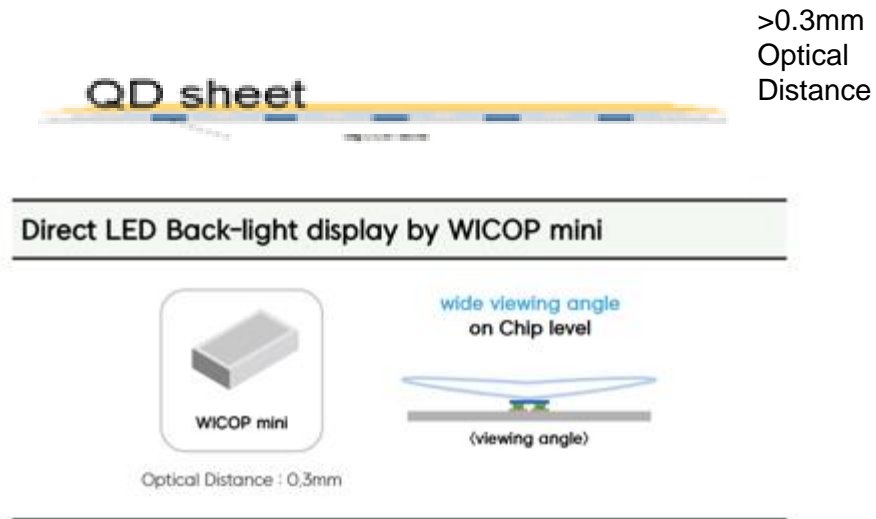 >0.3mm
Optical
Distance
QD sheet
Direct LED Back-light display by WICOP mini
wide viewing angle
on Chip level
WICOP mini
(viewing angle)
Optical Distance : 0,3mm